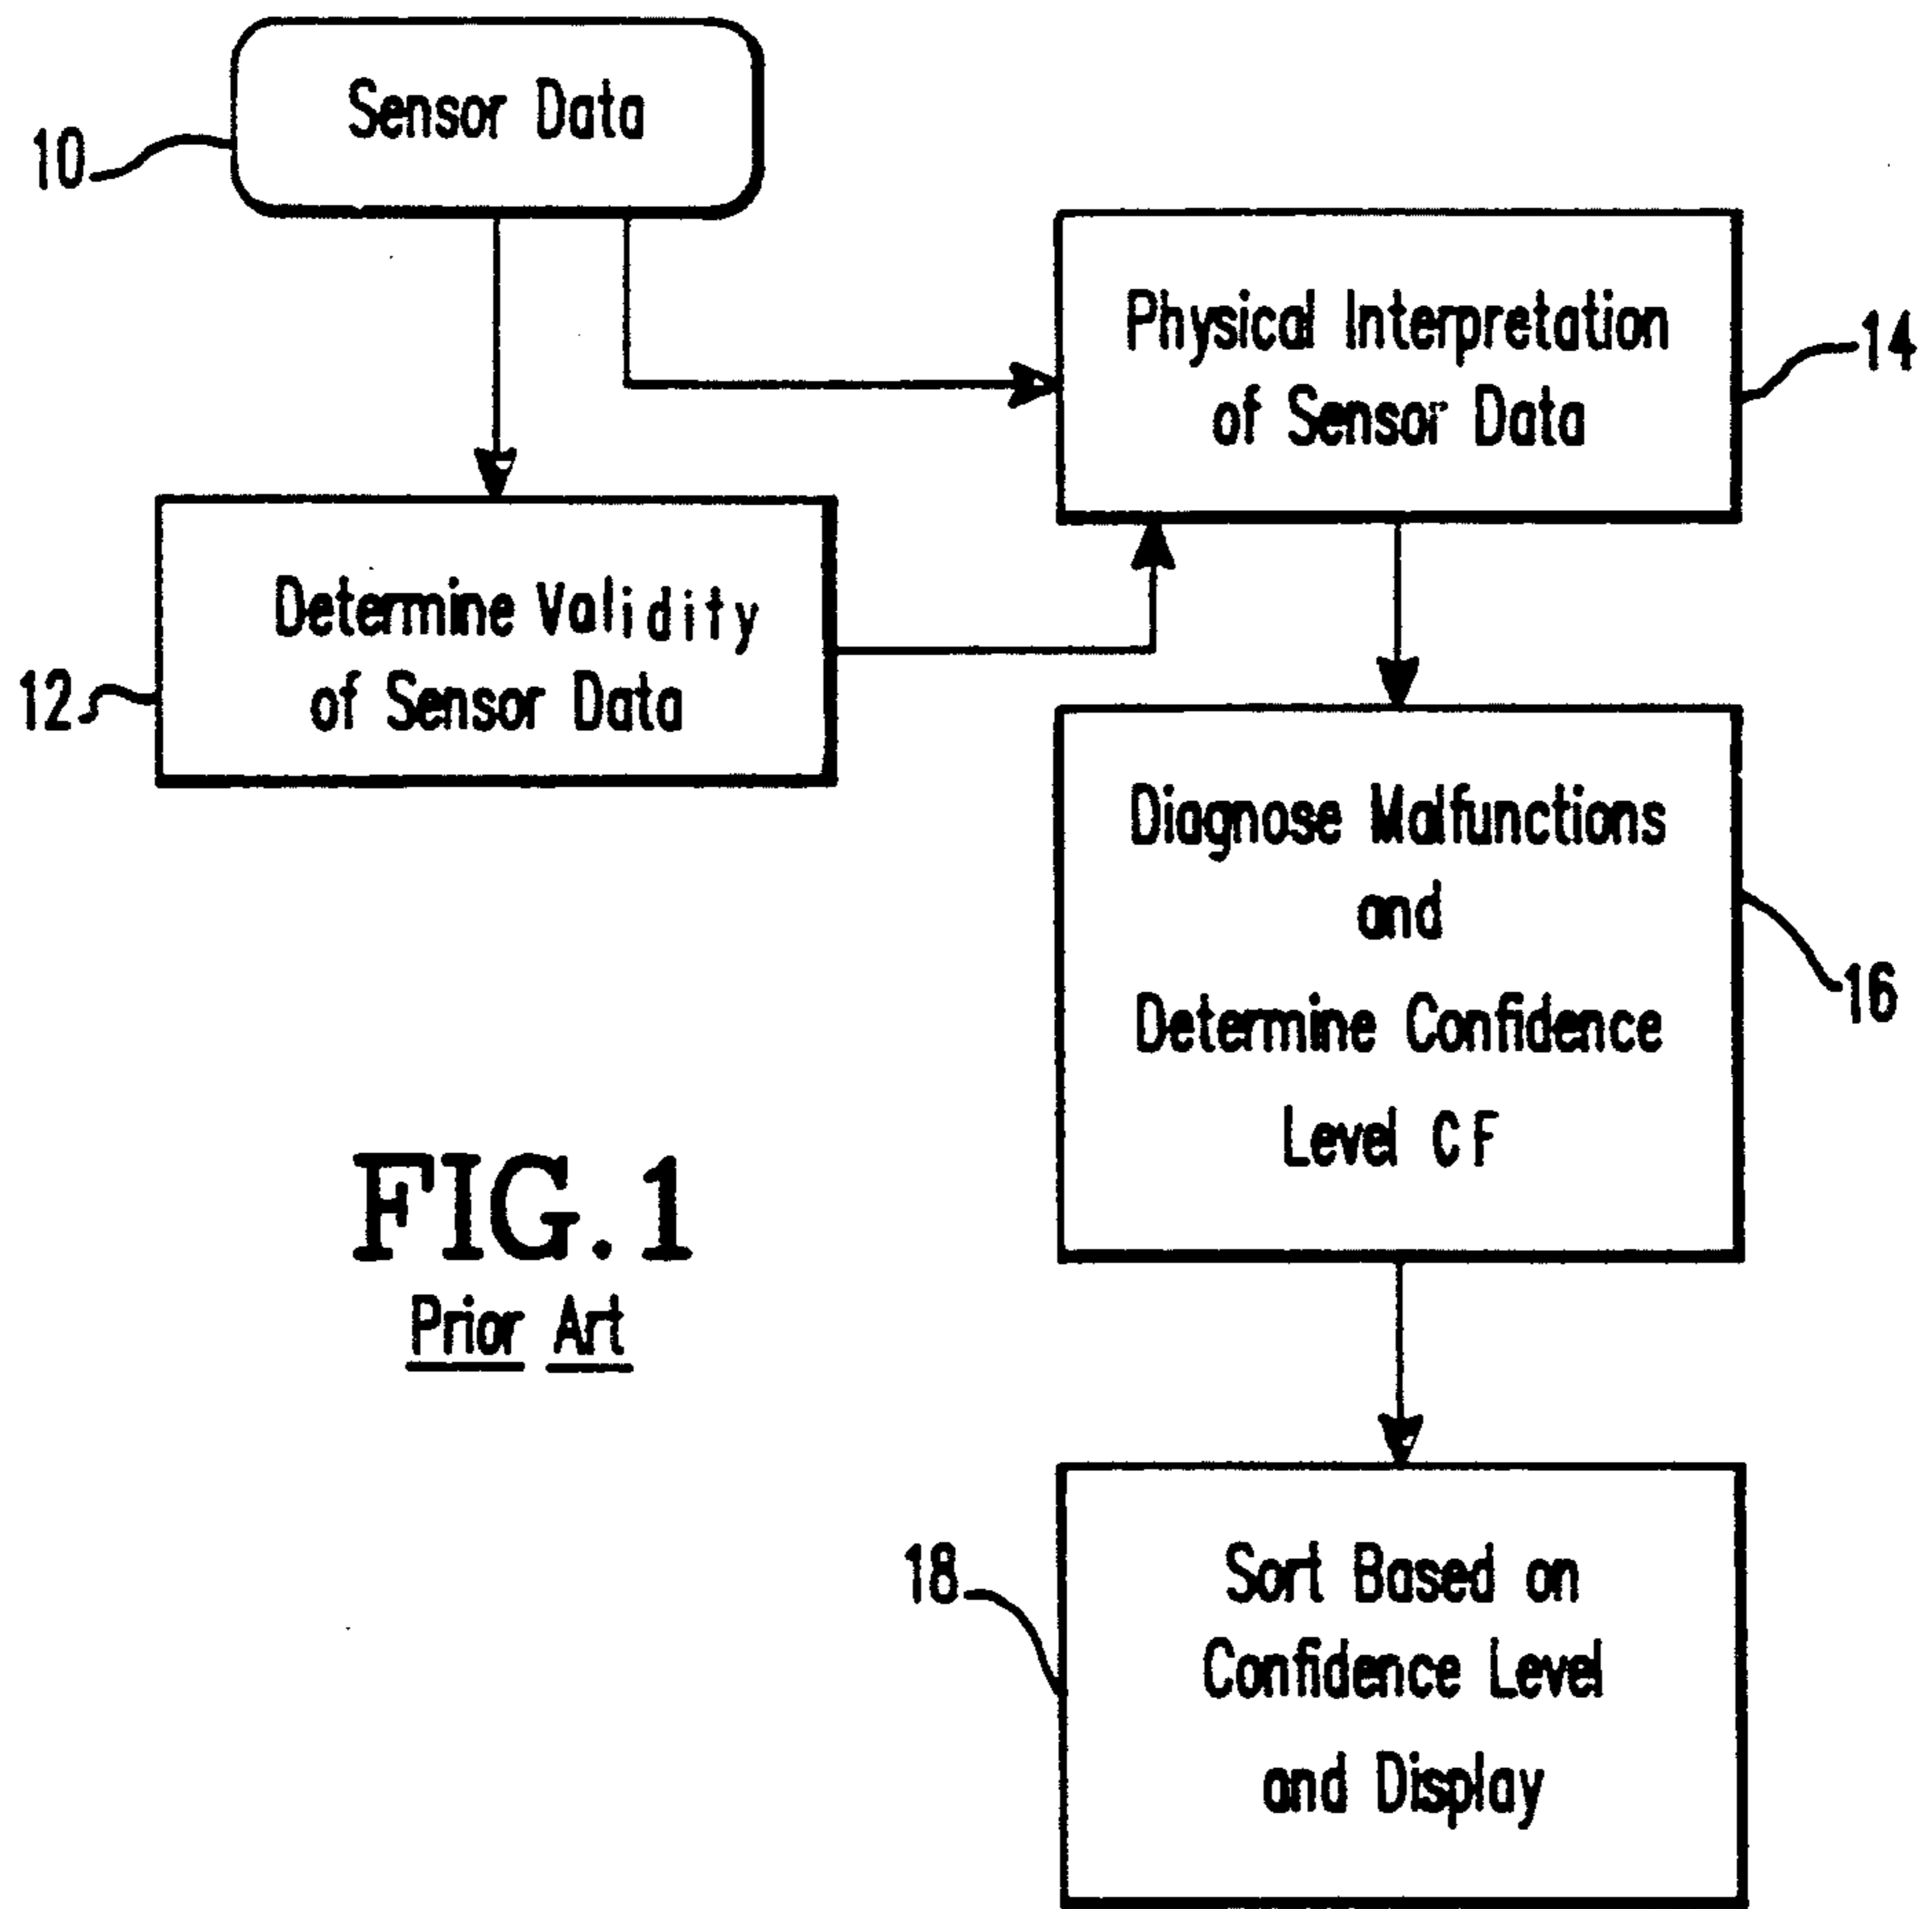 Sensor Data
10
Physical Interpretation
of Sensor Data
14
Determine Validity
of Sensor Data
12
Diagnose Malfunctions
and
Determine Confidence
Level CF
16
FIG. 1
Prior Art
Sort Based on
Confidence Level
and Display
18